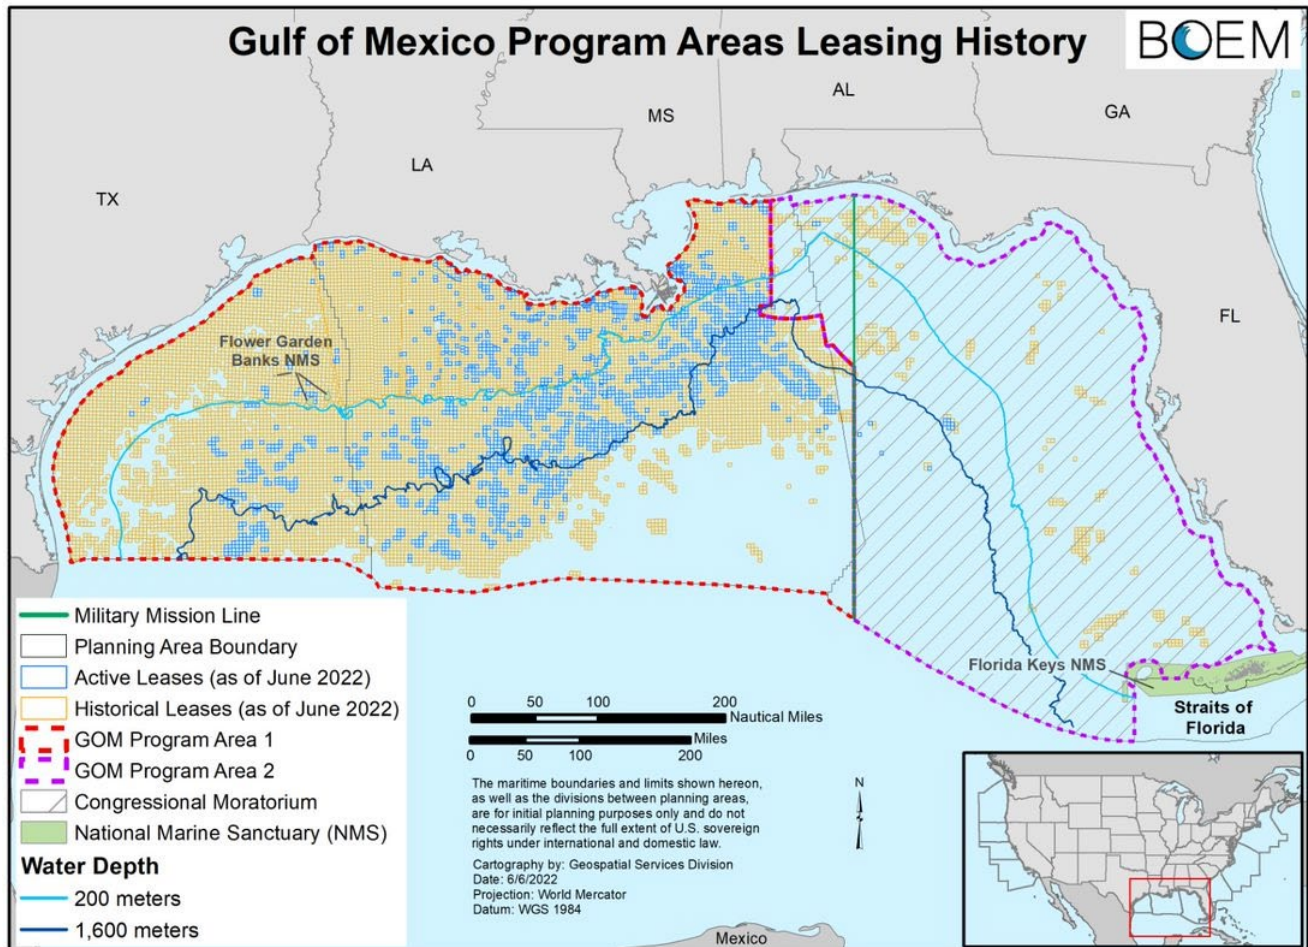 Gulf of Mexico Program Areas Leasing History
BOEM
TX
LA
MS
AL
GA
FL
Flower Garden
Banks NMS
Florida Keys NMS
Straits of
Florida
Military Mission Line
Planning Area Boundary
Active Leases (as of June 2022)
Historical Leases (as of June 2022)
GOM Program Area 1
GOM Program Area 2
Congressional Moratorium
National Marine Sanctuary (NMS)
Water Depth
200 meters
1,600 meters
0 50 100 200
Nautical Miles
Miles
0 50 100 200
The maritime boundaries and limits shown hereon,
as well as the divisions between planning areas,
are for initial planning purposes only and do not
necessarily reflect the full extent of U.S. sovereign
rights under international and domestic law.
Cartography by: Geospatial Services Division
Date: 6/6/2022
Projection: World Mercator
Datum: WGS 1984
N
Mexico